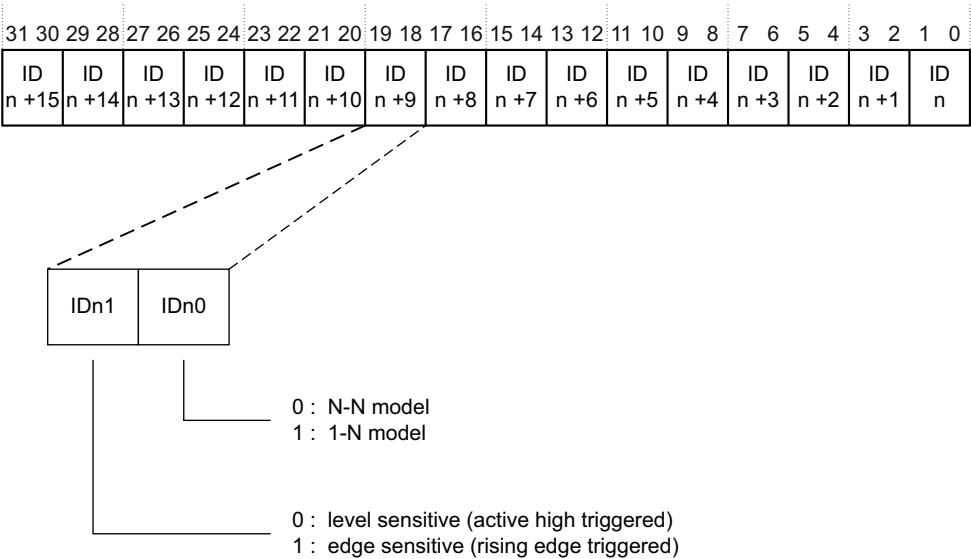 31 30 29 28 27 26 25 24 23 22 21 20 19 18 17 16 15 14 13 12 11 10 9 8 7 6 5 4 3 2 1 0
ID ID ID ID ID ID ID ID ID ID ID ID ID ID ID ID
n +15 n +14 n +13 n +12 n +11 n +10 n +9 n +8 n +7 n +6 n +5 n +4 n +3 n +2 n +1 n
IDn1 IDn0
0 : N-N model
1 : 1-N model
0 : level sensitive (active high triggered)
1 : edge sensitive (rising edge triggered)